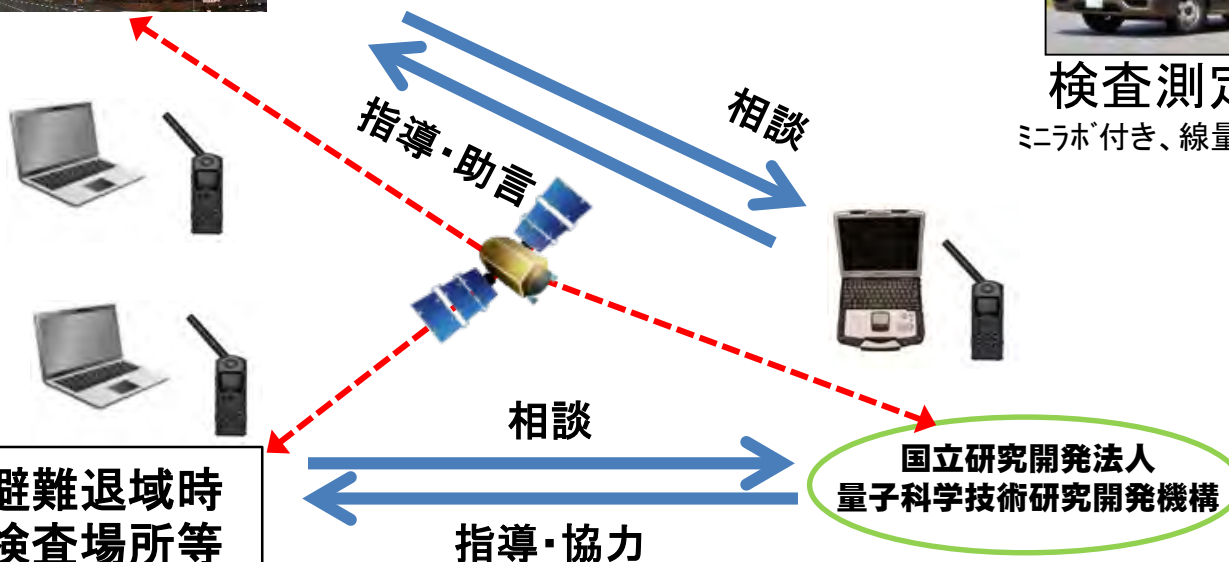 相談
検査測定
ミニラボ付き、線量
指導・助言
相談
国立研究開発法人
量子科学技術研究開発機構
避難退域時
検査場所等
指導・協力